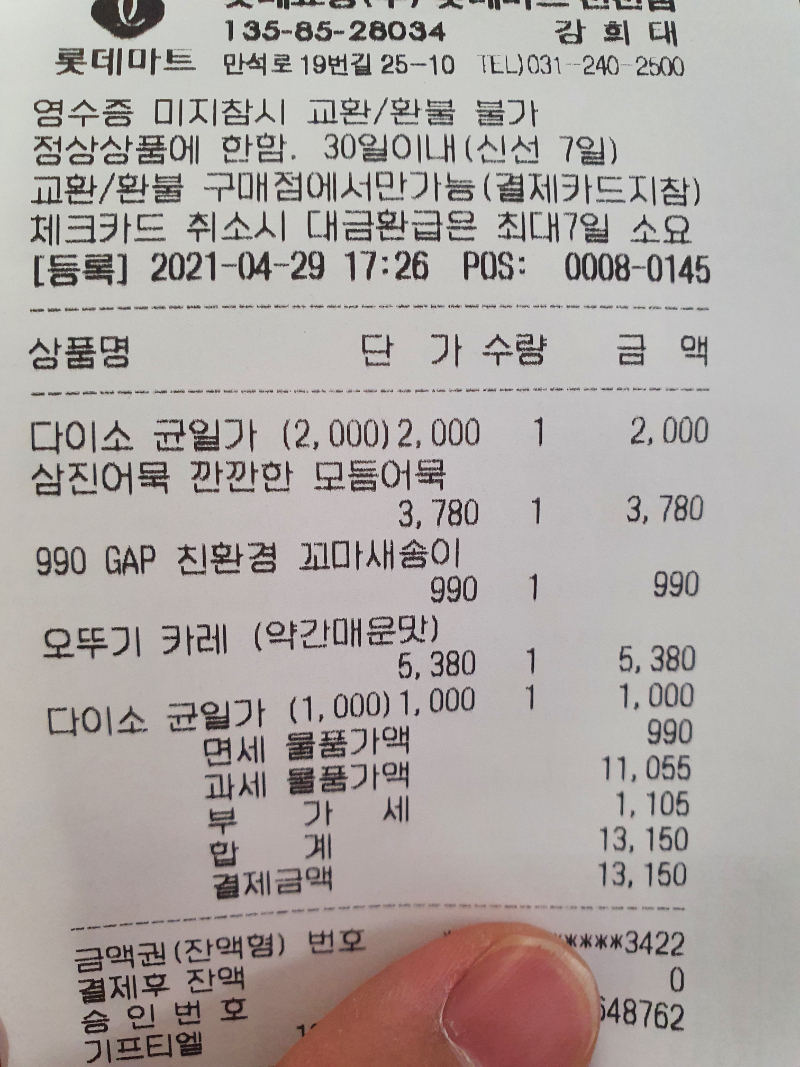 135-85-28034 강 희 태
롯데마트 만석로 19번길 25-10 TEL)031-240-2500
영수증 미지참시 교환/환불 불가
정상상품에 한함. 30일이내(신선 7일)
교환/환불 구매점에서만가능(결제카드지참)
체크카드 취소시 대금환급은 최대7일 소요
[등록] 2021-04-29 17:26 POS: 0008-0145
상품명 단 가 수량 금 액
다이소 균일가 (2,000)2,000 1 2,000
삼진어묵 깐깐한 모듬어묵
3,780 1 3,780
990 GAP 친환경 꼬마새송이
990 1 990
오뚜기 카레 (약간매운맛)
5,380 1 5,380
다이소 균일가 (1,000)1,000 1 1,000
면세 물품가액 990
과세 물품가액 11,055
부 가 세 1,105
합 계 13,150
결제금액 13,150
금액권(잔액형) 번호 ****3422
결제후 잔액 0
승 인 번 호 648762
기프티엘